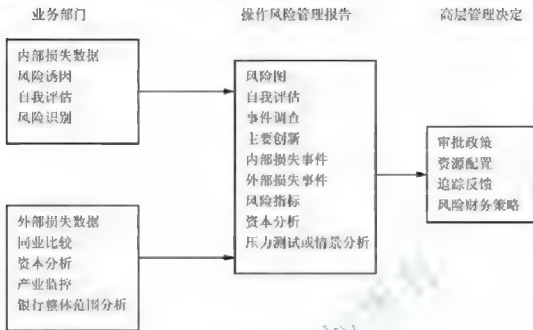 业务部门
操作风险管理报告
高层管理决定
内部损失数据
风险诱因
自我评估
风险识别
风险图
自我评估
事件调查
主要创新
内部损失事件
外部损失事件
风险指标
资本分析
压力测试或情景分析
审批政策
资源配置
追踪反馈
风险财务策略
外部损失数据
同业比较
资本分析
产业监控
银行整体范围分析